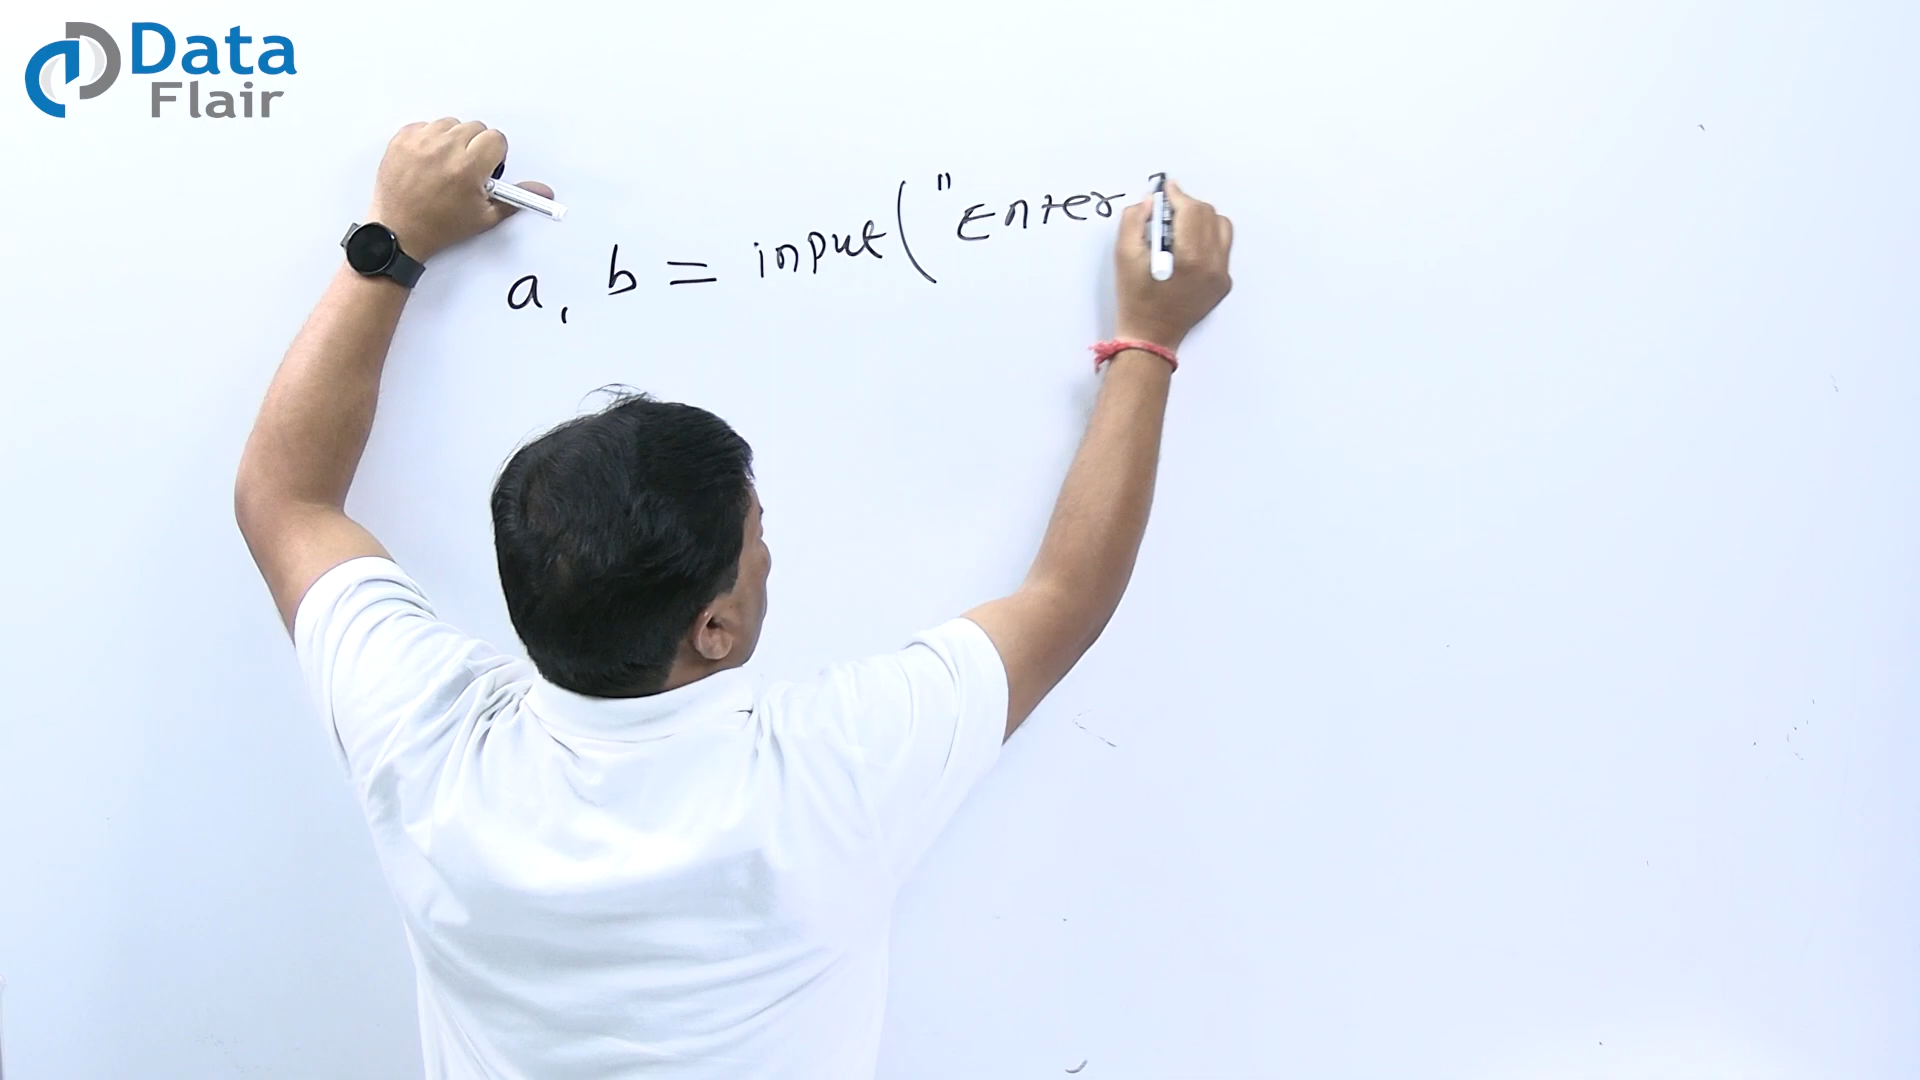 Data
Flair
a, b = input("Enter